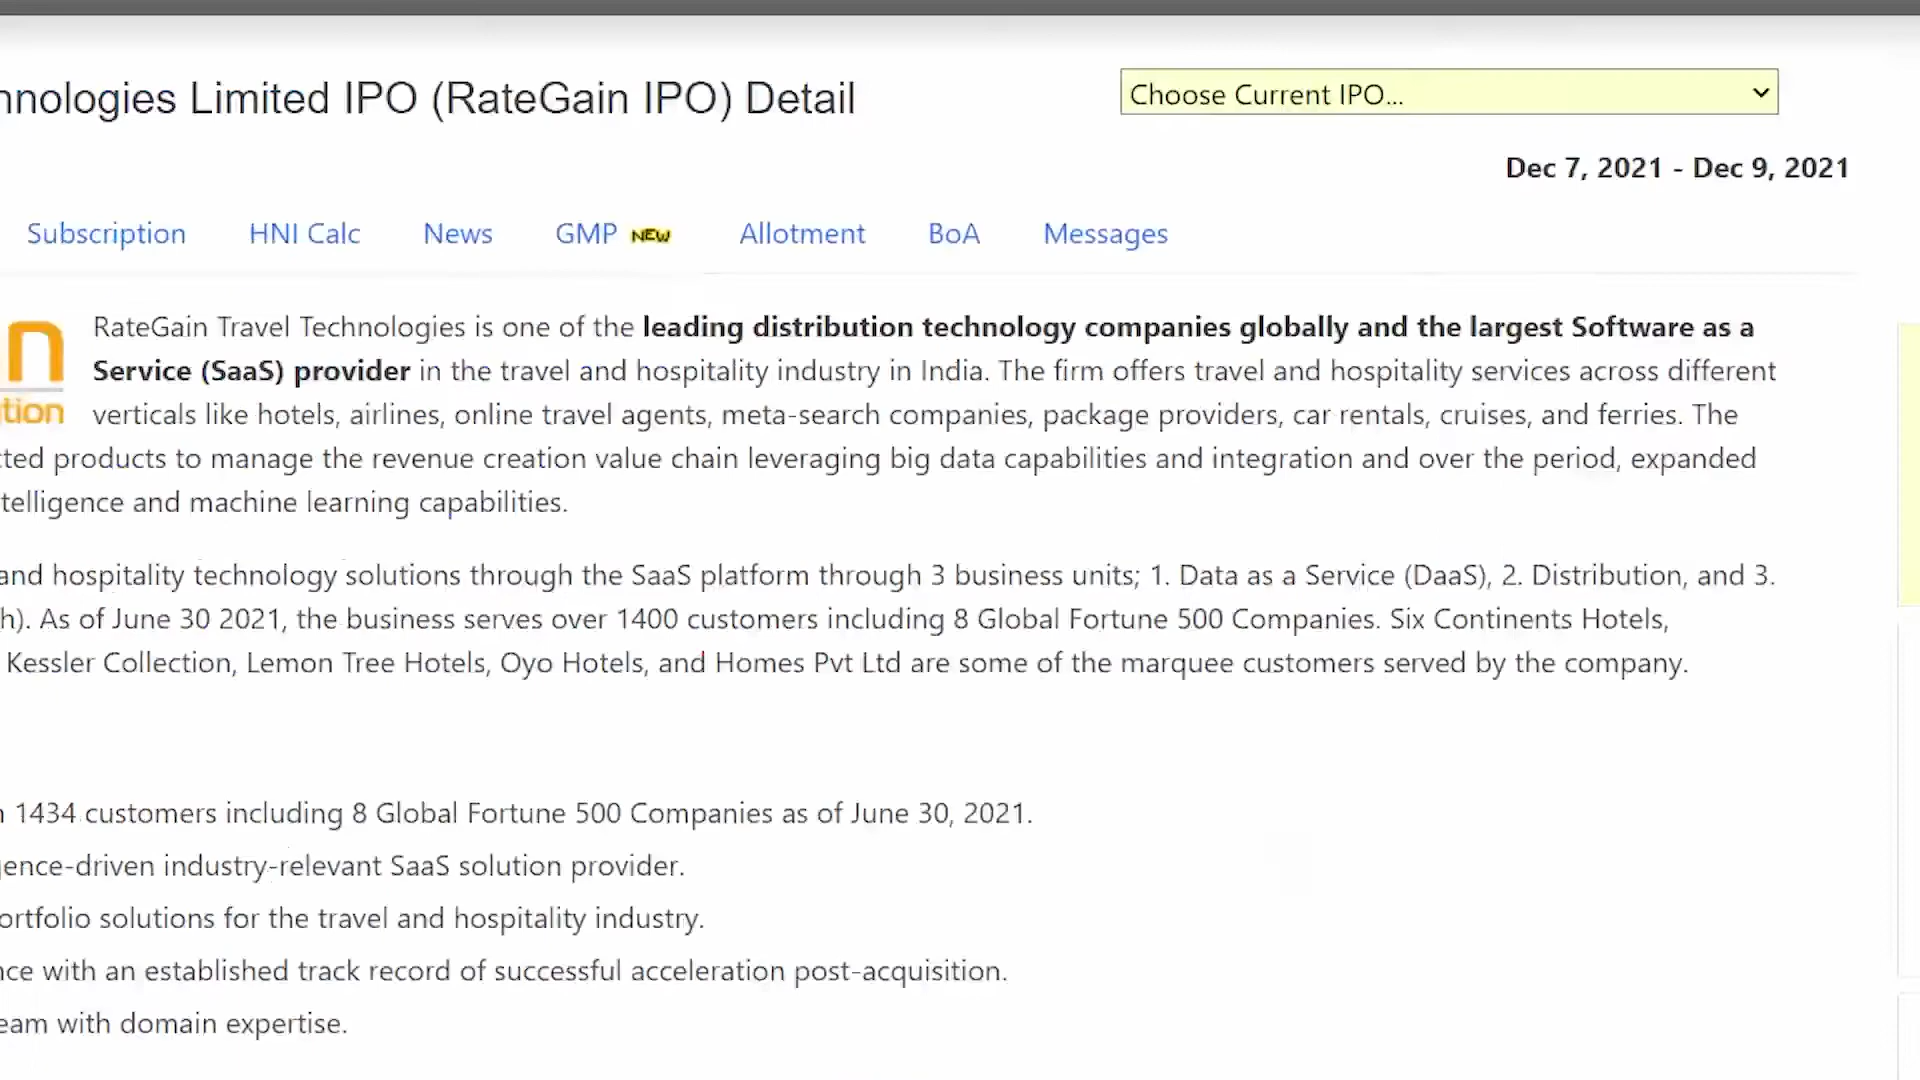 hnologies Limited IPO (RateGain IPO) Detail
Choose Current IPO...
Dec 7, 2021 - Dec 9, 2021
Subscription HNI Calc News GMP NEW Allotment BoA Messages
n
tion
RateGain Travel Technologies is one of the leading distribution technology companies globally and the largest Software as a
Service (SaaS) provider in the travel and hospitality industry in India. The firm offers travel and hospitality services across different
verticals like hotels, airlines, online travel agents, meta-search companies, package providers, car rentals, cruises, and ferries. The
cted products to manage the revenue creation value chain leveraging big data capabilities and integration and over the period, expanded
telligence and machine learning capabilities.
and hospitality technology solutions through the SaaS platform through 3 business units; 1. Data as a Service (DaaS), 2. Distribution, and 3.
h). As of June 30 2021, the business serves over 1400 customers including 8 Global Fortune 500 Companies. Six Continents Hotels,
Kessler Collection, Lemon Tree Hotels, Oyo Hotels, and Homes Pvt Ltd are some of the marquee customers served by the company.
1434 customers including 8 Global Fortune 500 Companies as of June 30, 2021.
gence-driven industry-relevant SaaS solution provider.
ortfolio solutions for the travel and hospitality industry.
nce with an established track record of successful acceleration post-acquisition.
eam with domain expertise.